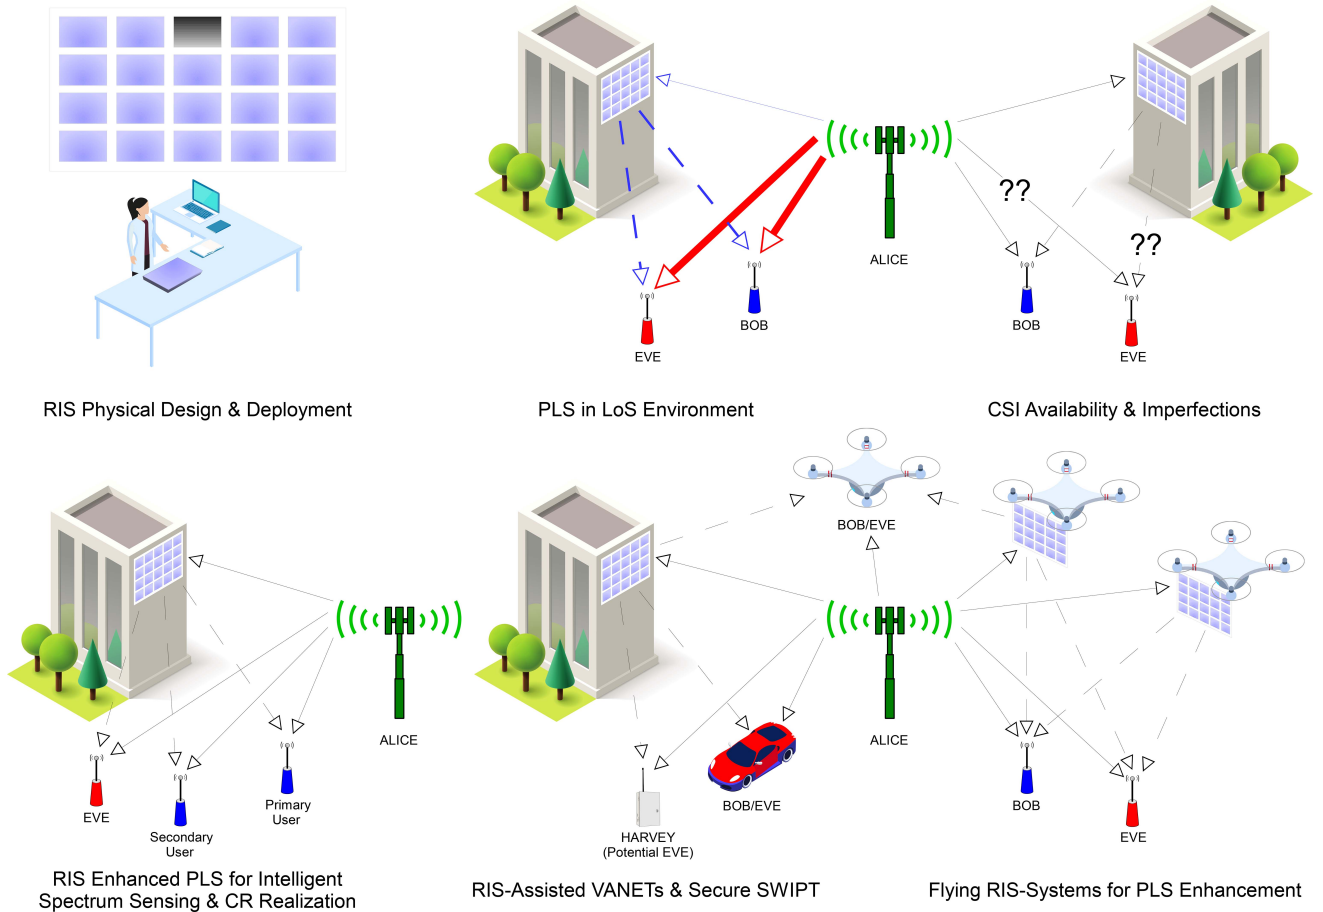 ALICE
??
??
EVE
BOB
BOB
EVE
RIS Physical Design & Deployment
PLS in LoS Environment
CSI Availability & Imperfections
BOB/EVE
ALICE
ALICE
EVE
Secondary
User
Primary
User
HARVEY
(Potential EVE)
BOB/EVE
BOB
EVE
RIS Enhanced PLS for Intelligent
Spectrum Sensing & CR Realization
RIS-Assisted VANETs & Secure SWIPT
Flying RIS-Systems for PLS Enhancement